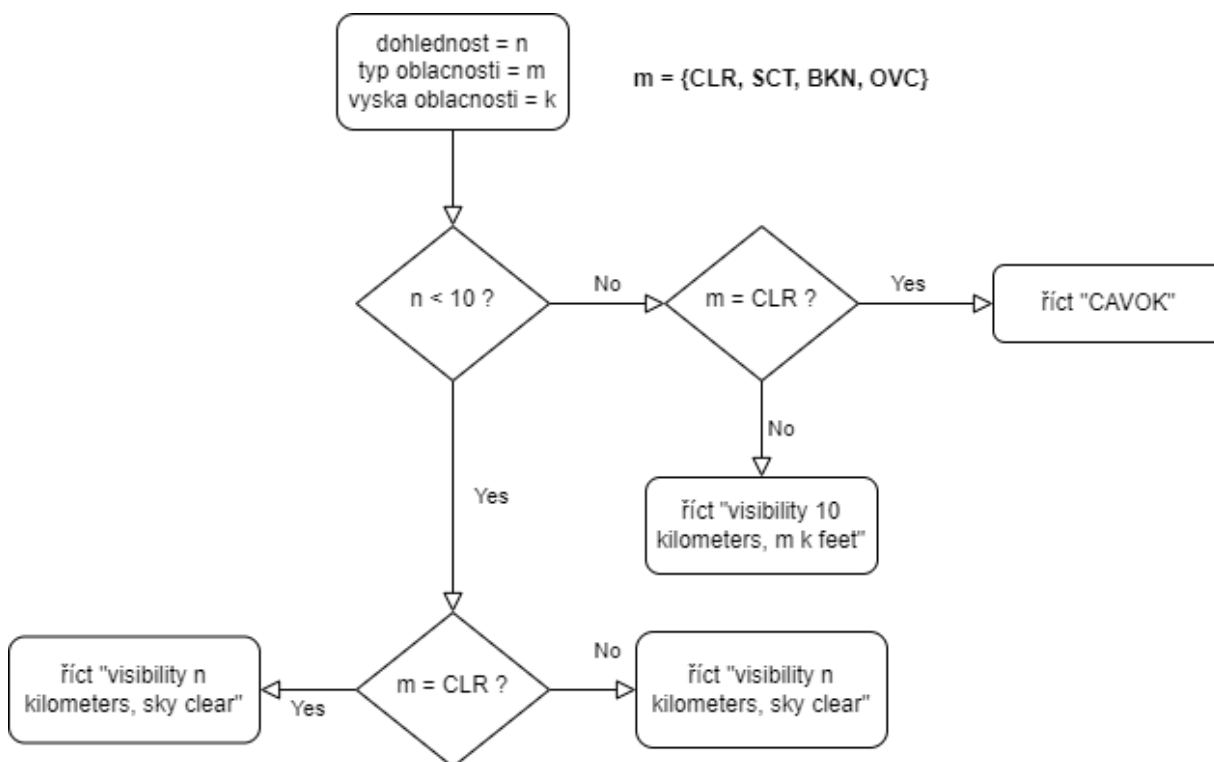 dohlednost = n
typ oblacnosti = m
vyska oblacnosti = k
m = {CLR, SCT, BKN, OVC}
n < 10 ?
No
m = CLR ?
Yes
říct "CAVOK"
No
říct "visibility 10
kilometers, m k feet"
Yes
říct "visibility n
kilometers, sky clear"
Yes
m = CLR ?
No
říct "visibility n
kilometers, sky clear"